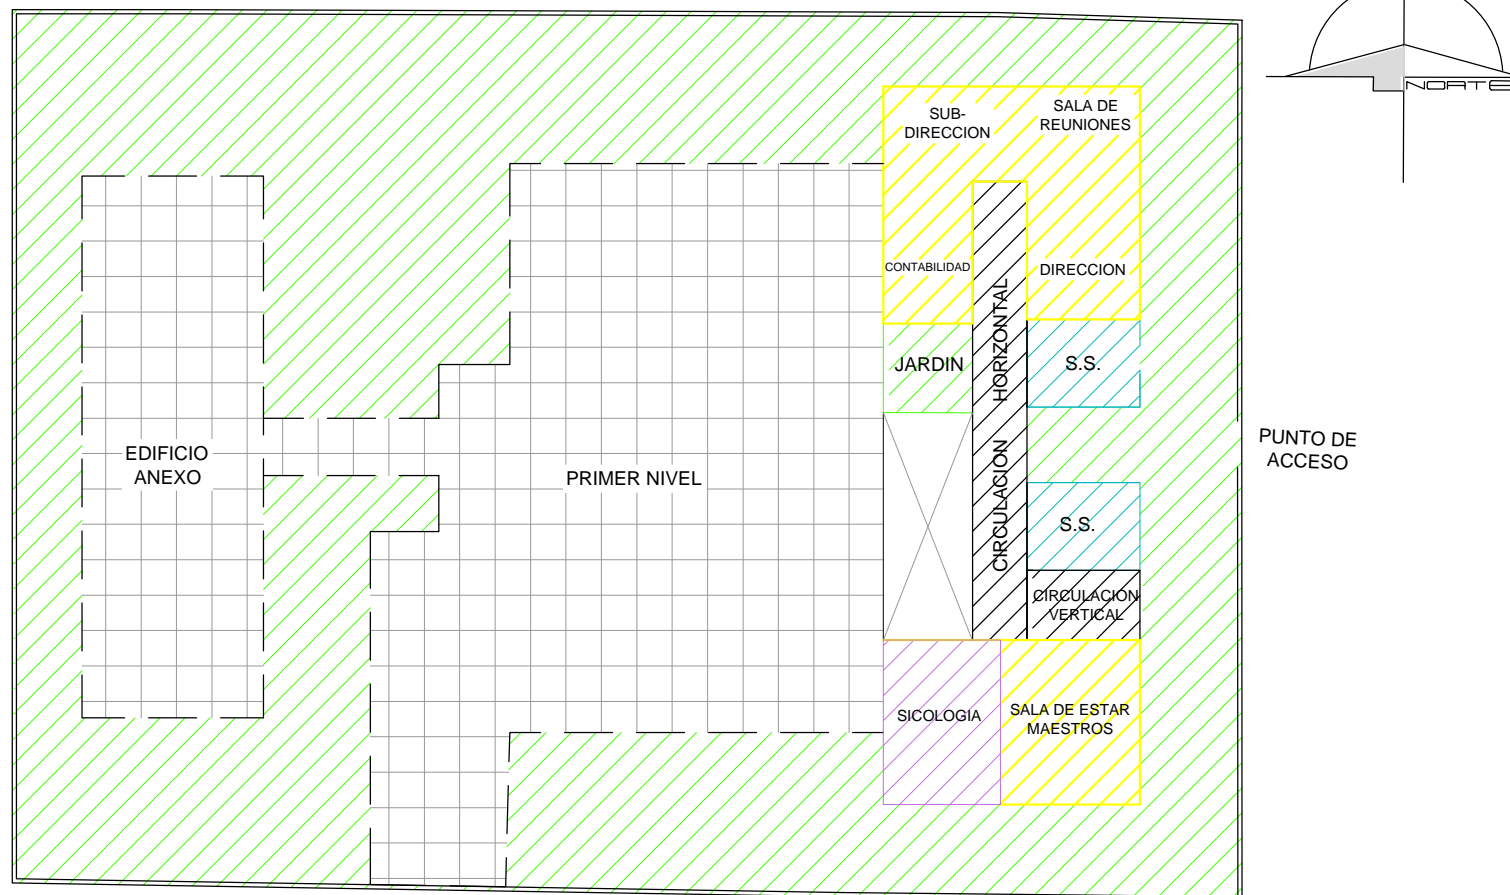 NORTE
SUB-
DIRECCION
SALA DE
REUNIONES
CONTABILIDAD
DIRECCION
JARDIN
S.S.
CIRCULACION HORIZONTAL
PUNTO DE
ACCESO
EDIFICIO
ANEXO
PRIMER NIVEL
S.S.
CIRCULACION
VERTICAL
SICOLOGIA
SALA DE ESTAR
MAESTROS